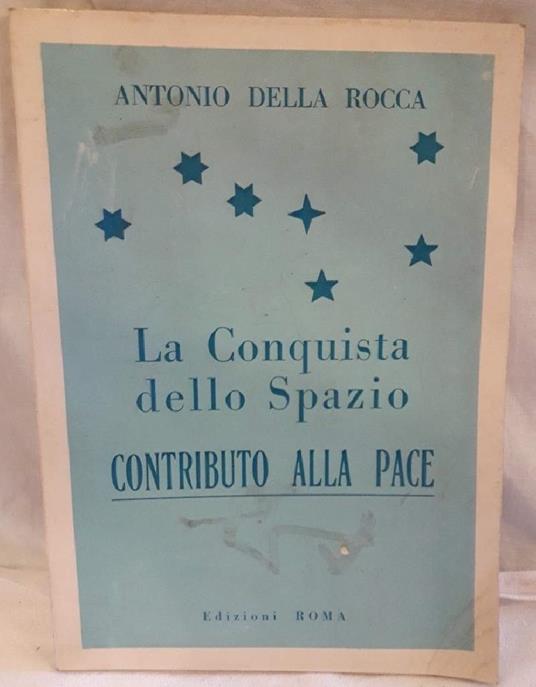 ANTONIO DELLA ROCCA
La Conquista
dello Spazio
CONTRIBUTO ALLA PACE
Edizioni ROMA